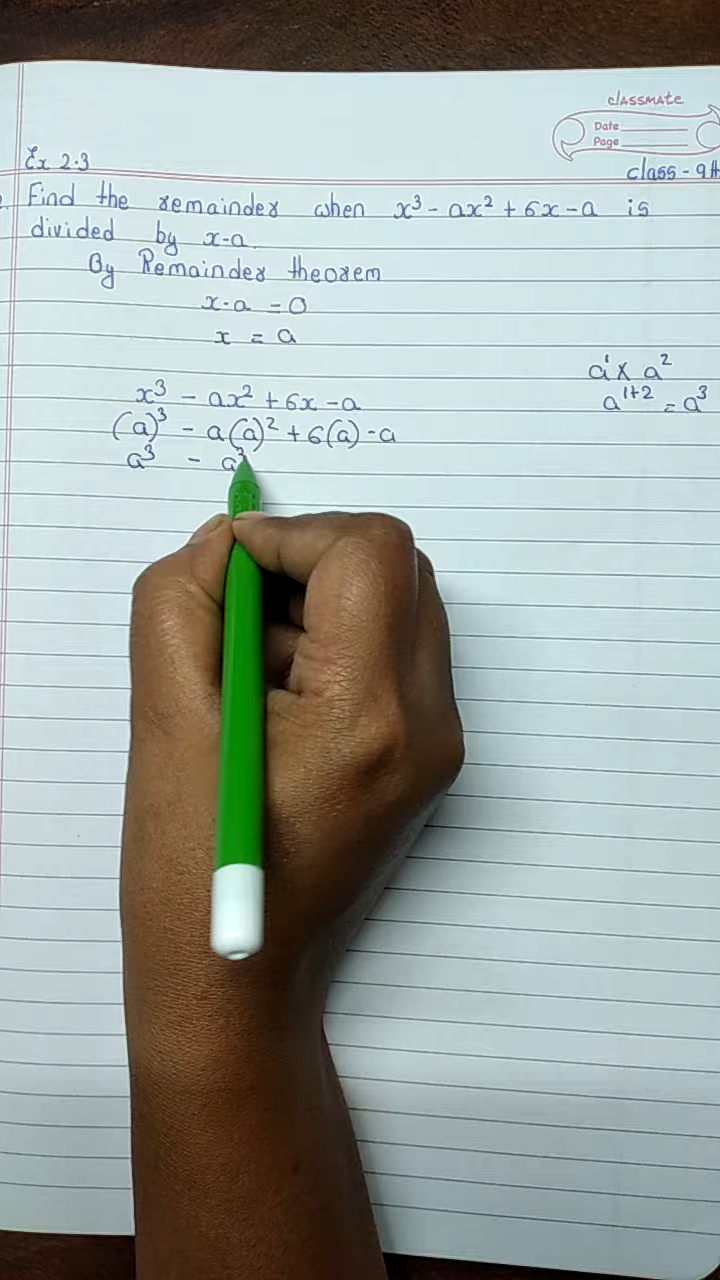 classmate
Date
Page
Ex 2.3
class - 9th
Find the remainder when x³ - ax² + 6x - a is
divided by x-a.
By Remainder theorem
x - a = 0
x = a
a¹ x a²
a¹⁺² = a³
x³ - ax² + 6x - a
(a)³ - a(a)² + 6(a) - a
a³ - a³